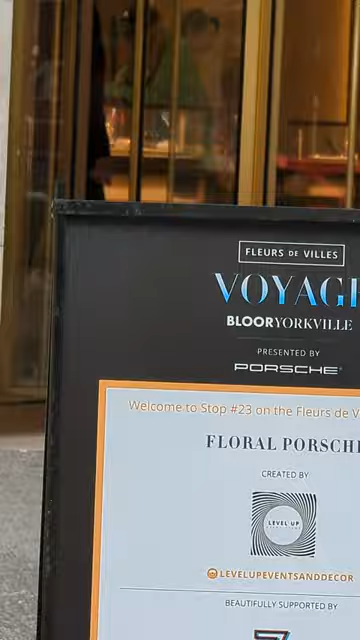 FLEURS DE VILLES
VOYAG
BLOORYORKVILLE
PRESENTED BY
PORSCHE
Welcome to Stop #23 on the Fleurs de V
FLORAL PORSCHE
CREATED BY
LEVEL UP
@LEVELUPEVENTSANDDECOR
BEAUTIFULLY SUPPORTED BY